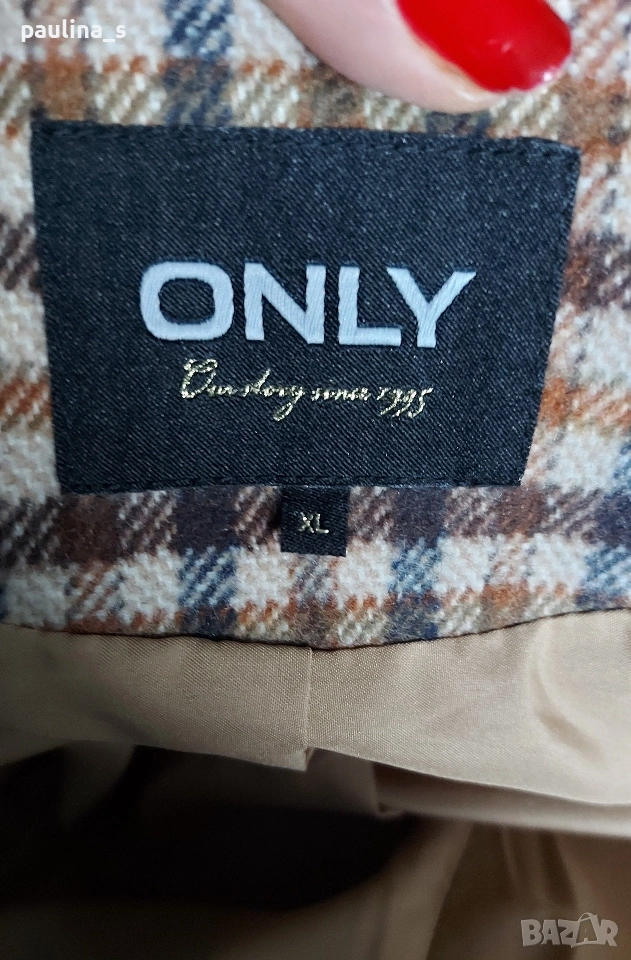 paulina_s
ONLY
Our story since 1995
XL
BAZAR